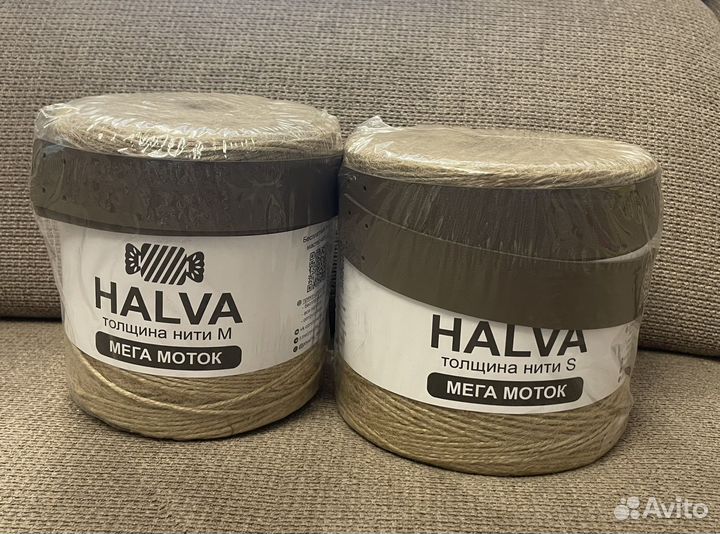 HALVA
толщина нити M
МЕГА МОТОК
HALVA
толщина нити S
МЕГА МОТОК
Avito